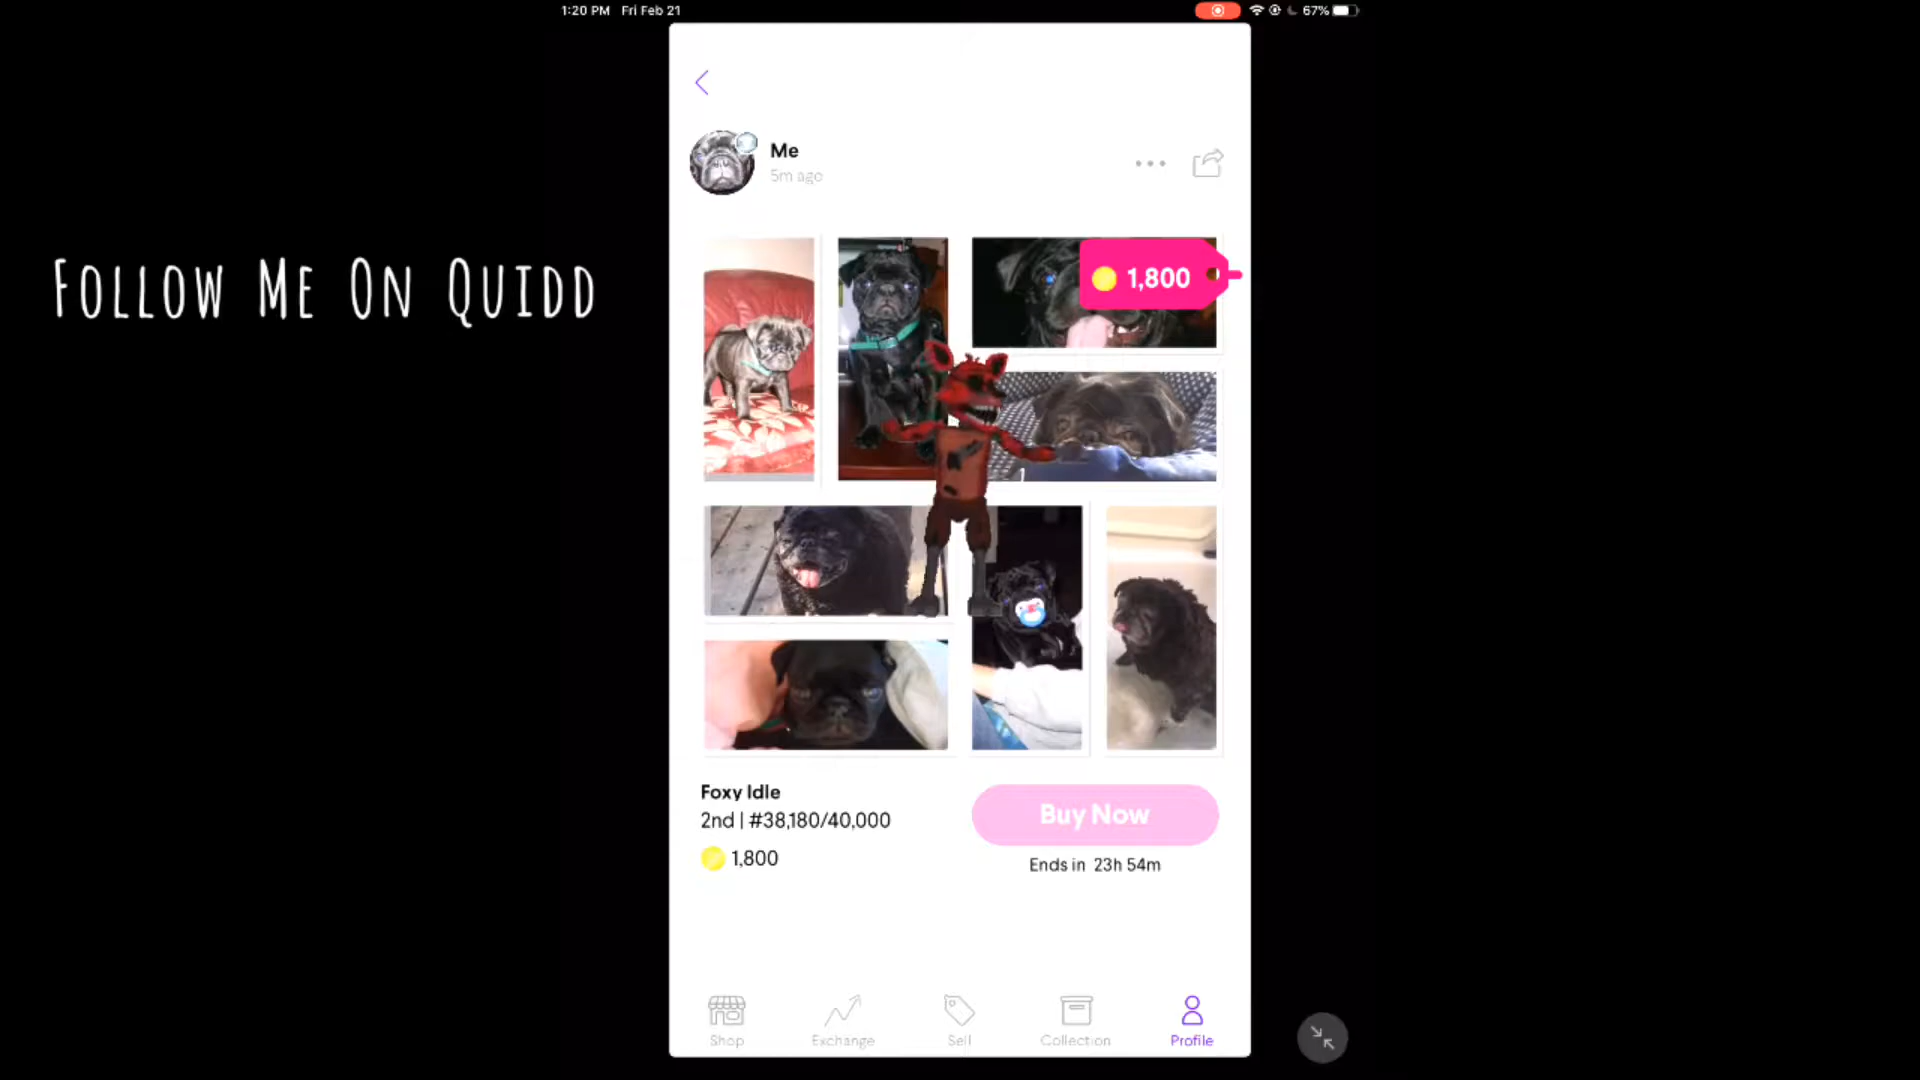 1:20 PM Fri Feb 21
67%
Me
5m ago
Follow Me On Quidd
1,800
Foxy Idle
2nd | #38,180/40,000
1,800
Buy Now
Ends in 23h 54m
Shop
Exchange
Sell
Collection
Profile